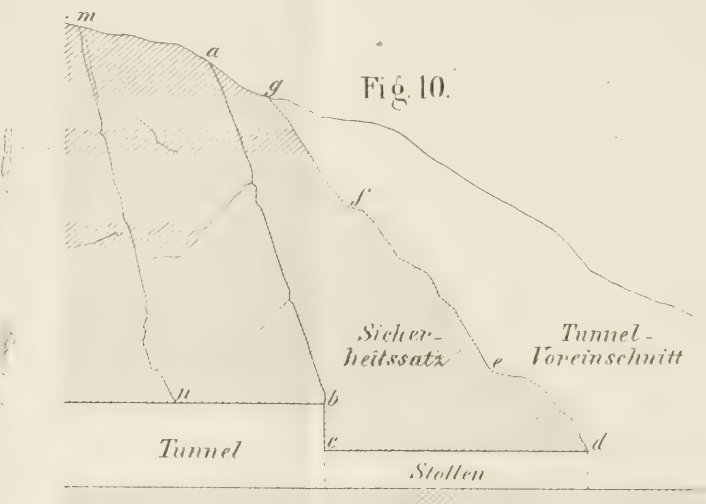 m
a
g
Fig. 10.
f
Sicher-
heitssatz
Tunnel-
Voreinschnitt
e
n
b
Tunnel
c
d
Stollen